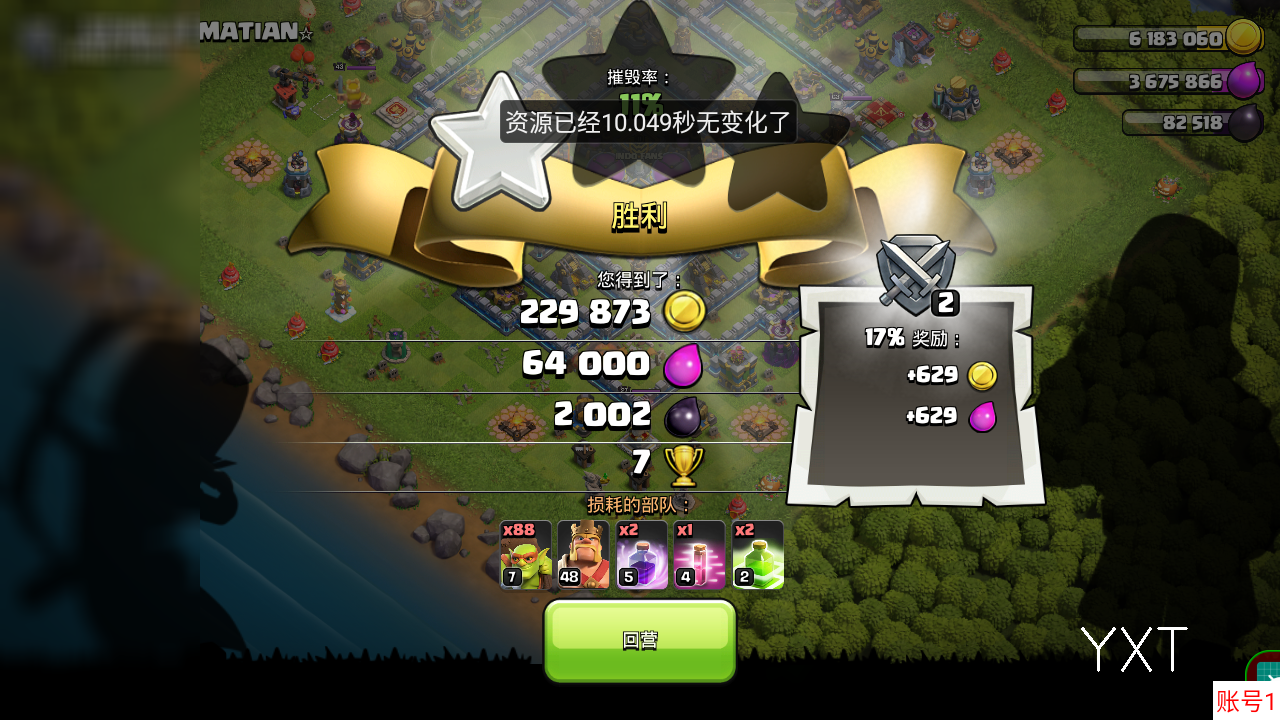 MATIAN☆
6 183 060
3 675 866
82 518
摧毁率：
11%
资源已经10.049秒无变化了
胜利
您得到了：
229 873
64 000
2 002
7
2
17% 奖励：
+629
+629
损耗的部队：
x88
7
48
x2
5
x1
4
x2
2
回营
YXT
账号1